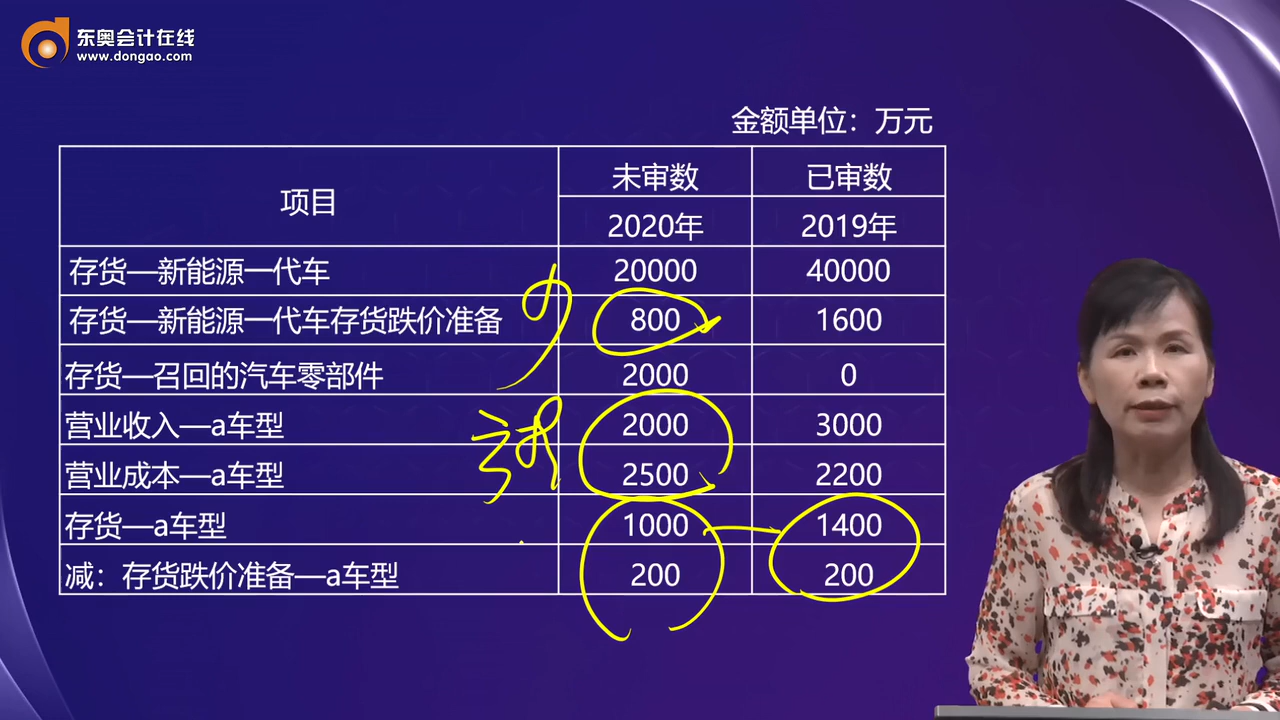 东奥会计在线
www.dongao.com
金额单位：万元
项目 未审数 已审数
2020年 2019年
存货—新能源一代车 20000 40000
存货—新能源一代车存货跌价准备 800 1600
存货—召回的汽车零部件 2000 0
营业收入—a车型 2000 3000
营业成本—a车型 2500 2200
存货—a车型 1000 1400
减：存货跌价准备—a车型 200 200